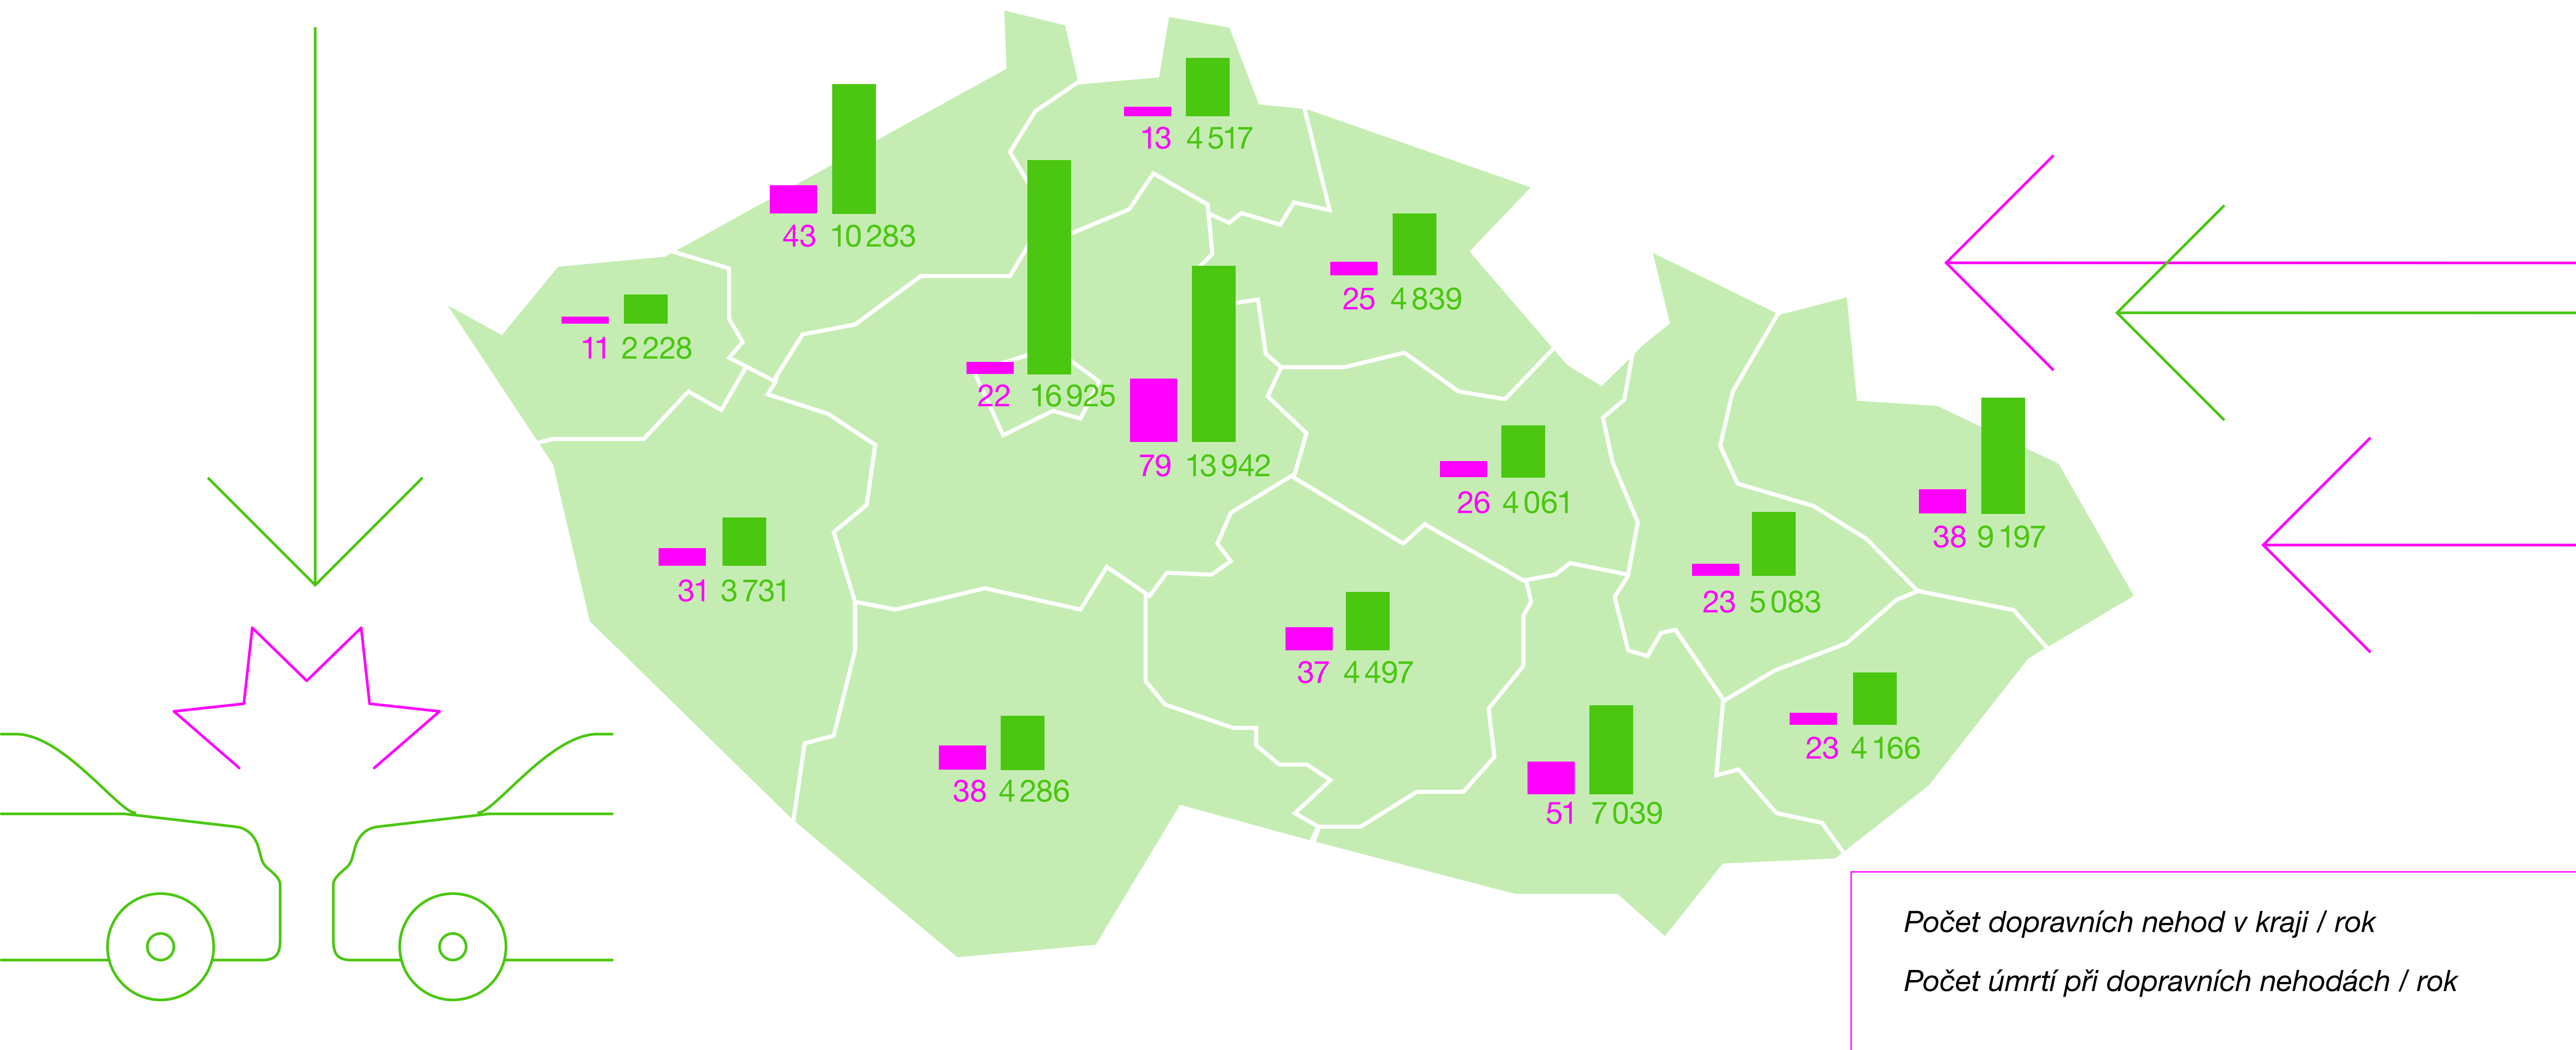 13 4 517
43 10 283
25 4 839
11 2 228
22 16 925
79 13 942
26 4 061
38 9 197
31 3 731
23 5 083
37 4 497
23 4 166
38 4 286
51 7 039
Počet dopravních nehod v kraji / rok
Počet úmrtí při dopravních nehodách / rok